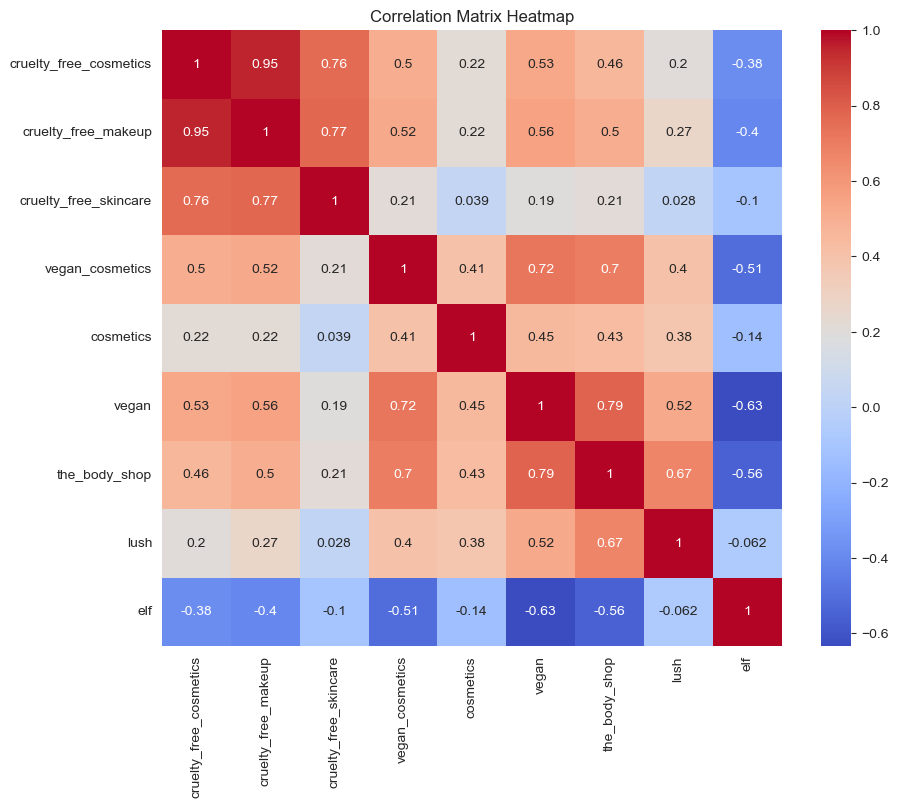 Correlation Matrix Heatmap
cruelty_free_cosmetics 1 0.95 0.76 0.5 0.22 0.53 0.46 0.2 -0.38
cruelty_free_makeup 0.95 1 0.77 0.52 0.22 0.56 0.5 0.27 -0.4
cruelty_free_skincare 0.76 0.77 1 0.21 0.039 0.19 0.21 0.028 -0.1
vegan_cosmetics 0.5 0.52 0.21 1 0.41 0.72 0.7 0.4 -0.51
cosmetics 0.22 0.22 0.039 0.41 1 0.45 0.43 0.38 -0.14
vegan 0.53 0.56 0.19 0.72 0.45 1 0.79 0.52 -0.63
the_body_shop 0.46 0.5 0.21 0.7 0.43 0.79 1 0.67 -0.56
lush 0.2 0.27 0.028 0.4 0.38 0.52 0.67 1 -0.062
elf -0.38 -0.4 -0.1 -0.51 -0.14 -0.63 -0.56 -0.062 1
cruelty_free_cosmetics
cruelty_free_makeup
cruelty_free_skincare
vegan_cosmetics
cosmetics
vegan
the_body_shop
lush
elf
1.0
0.8
0.6
0.4
0.2
0.0
−0.2
−0.4
−0.6